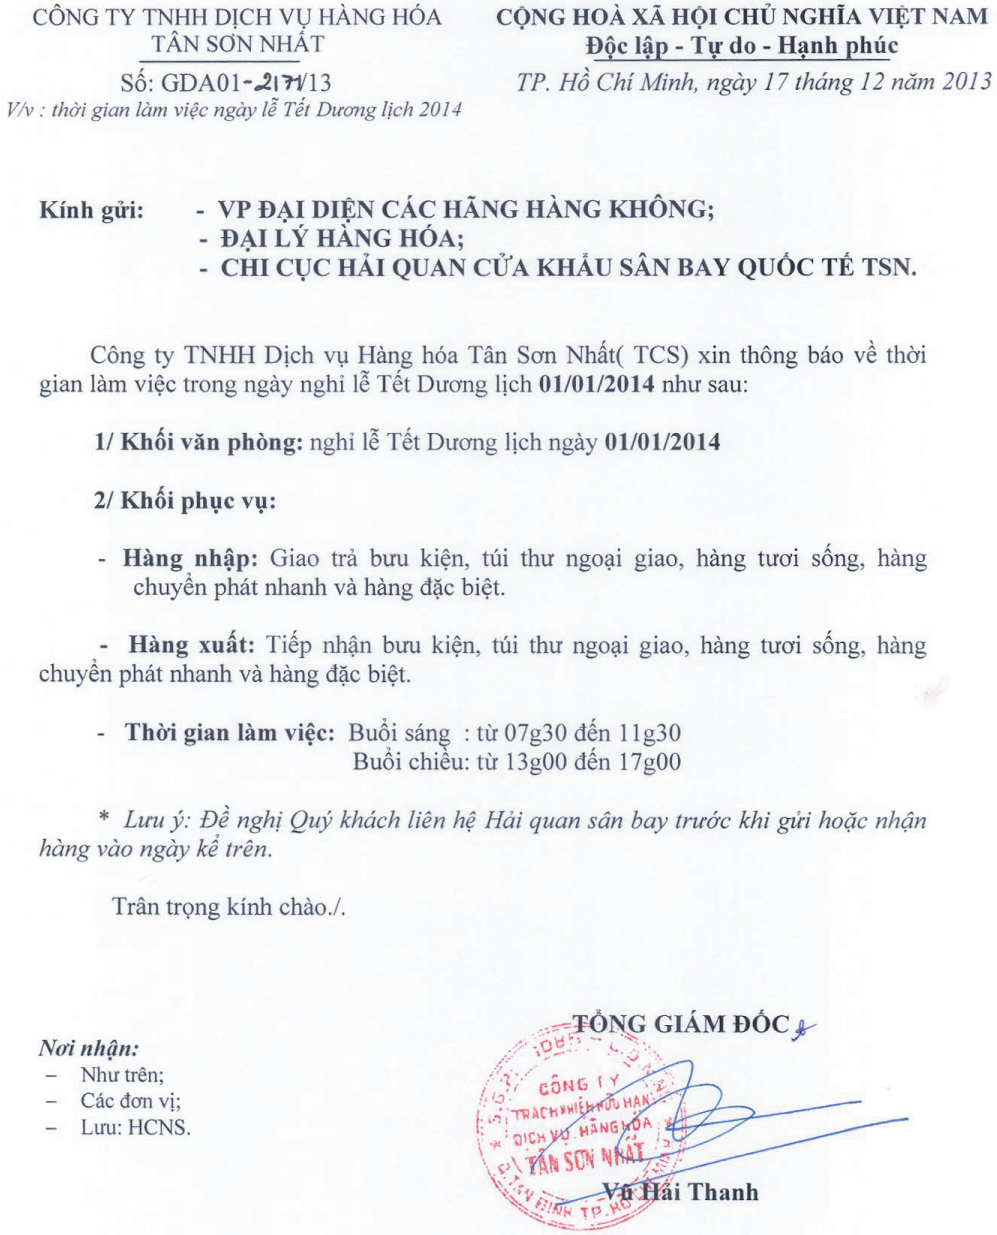 CÔNG TY TNHH DỊCH VỤ HÀNG HÓA
TÂN SƠN NHẤT
Số: GDA01-2171/13
V/v : thời gian làm việc ngày lễ Tết Dương lịch 2014
CỘNG HOÀ XÃ HỘI CHỦ NGHĨA VIỆT NAM
Độc lập - Tự do - Hạnh phúc
TP. Hồ Chí Minh, ngày 17 tháng 12 năm 2013
Kính gửi: - VP ĐẠI DIỆN CÁC HÃNG HÀNG KHÔNG;
- ĐẠI LÝ HÀNG HÓA;
- CHI CỤC HẢI QUAN CỬA KHẨU SÂN BAY QUỐC TẾ TSN.
Công ty TNHH Dịch vụ Hàng hóa Tân Sơn Nhất( TCS) xin thông báo về thời
gian làm việc trong ngày nghỉ lễ Tết Dương lịch 01/01/2014 như sau:
1/ Khối văn phòng: nghỉ lễ Tết Dương lịch ngày 01/01/2014
2/ Khối phục vụ:
- Hàng nhập: Giao trả bưu kiện, túi thư ngoại giao, hàng tươi sống, hàng
chuyển phát nhanh và hàng đặc biệt.
- Hàng xuất: Tiếp nhận bưu kiện, túi thư ngoại giao, hàng tươi sống, hàng
chuyển phát nhanh và hàng đặc biệt.
- Thời gian làm việc: Buổi sáng : từ 07g30 đến 11g30
Buổi chiều: từ 13g00 đến 17g00
* Lưu ý: Đề nghị Quý khách liên hệ Hải quan sân bay trước khi gửi hoặc nhận
hàng vào ngày kể trên.
Trân trọng kính chào./.
TỔNG GIÁM ĐỐC
Nơi nhận:
– Như trên;
– Các đơn vị;
– Lưu: HCNS.
CÔNG TY
TRÁCH NHIỆM HỮU HẠN
DỊCH VỤ HÀNG HÓA
TÂN SƠN NHẤT
Vũ Hải Thanh